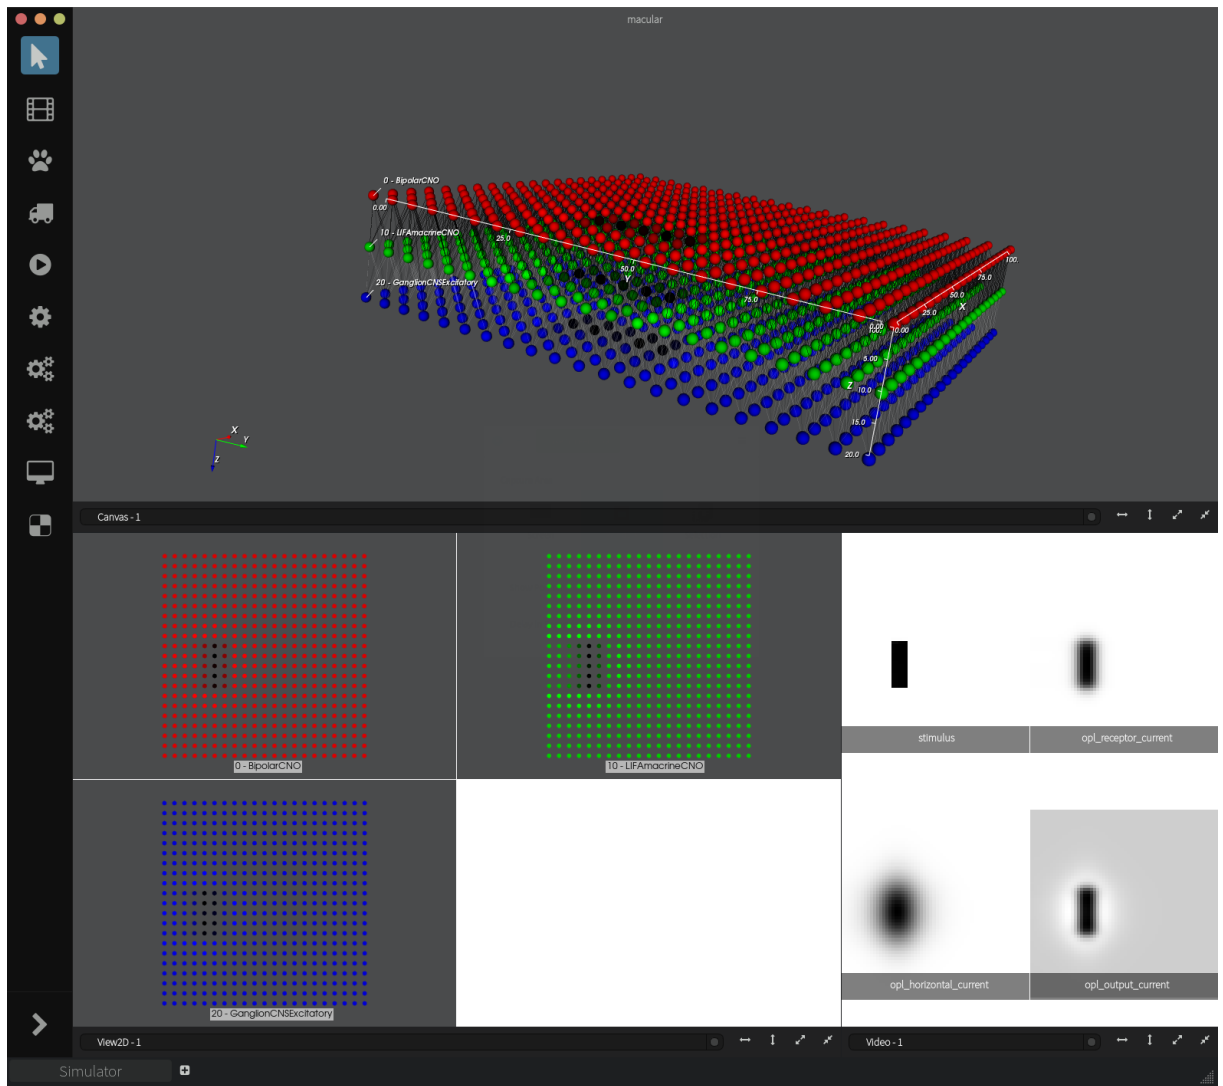 macular
0 - BipolarCNO
0.00
10 - LIFAmacrineCNO
25.0
20 - GanglionCNSExcitatory
50.0
Y
75.0
100.
75.0
50.0
X
25.0
0.00
0.00
100.
5.00
Z
10.0
15.0
20.0
X
Y
Z
Canvas - 1
0 - BipolarCNO
10 - LIFAmacrineCNO
stimulus
opl_receptor_current
20 - GanglionCNSExcitatory
opl_horizontal_current
opl_output_current
View2D - 1
Video - 1
Simulator